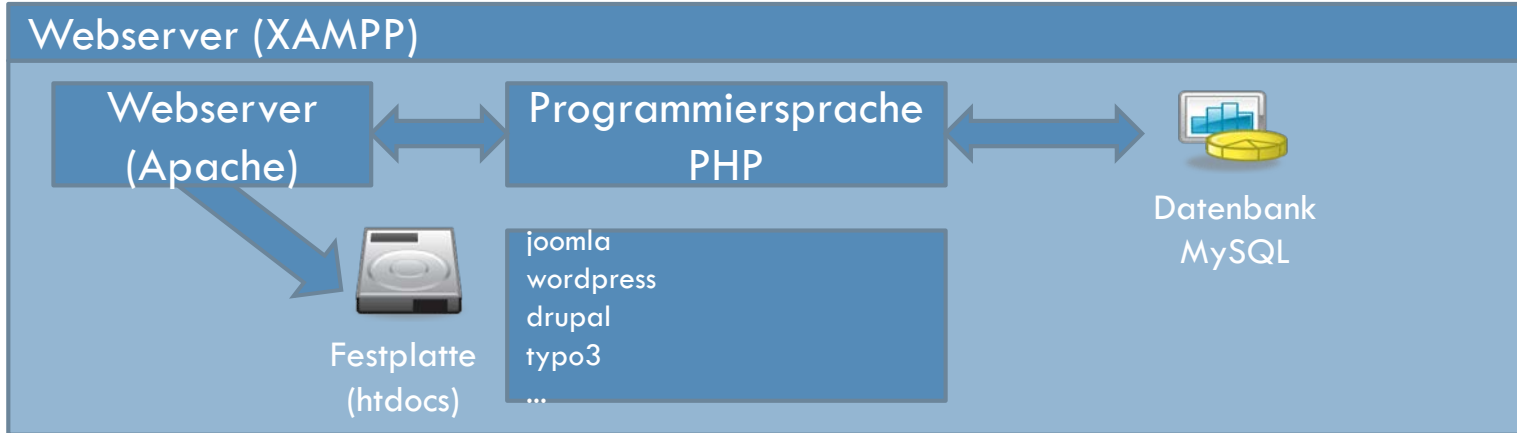 Webserver (XAMPP)
Webserver
(Apache)
Programmiersprache
PHP
Datenbank
MySQL
Festplatte
(htdocs)
joomla
wordpress
drupal
typo3
...